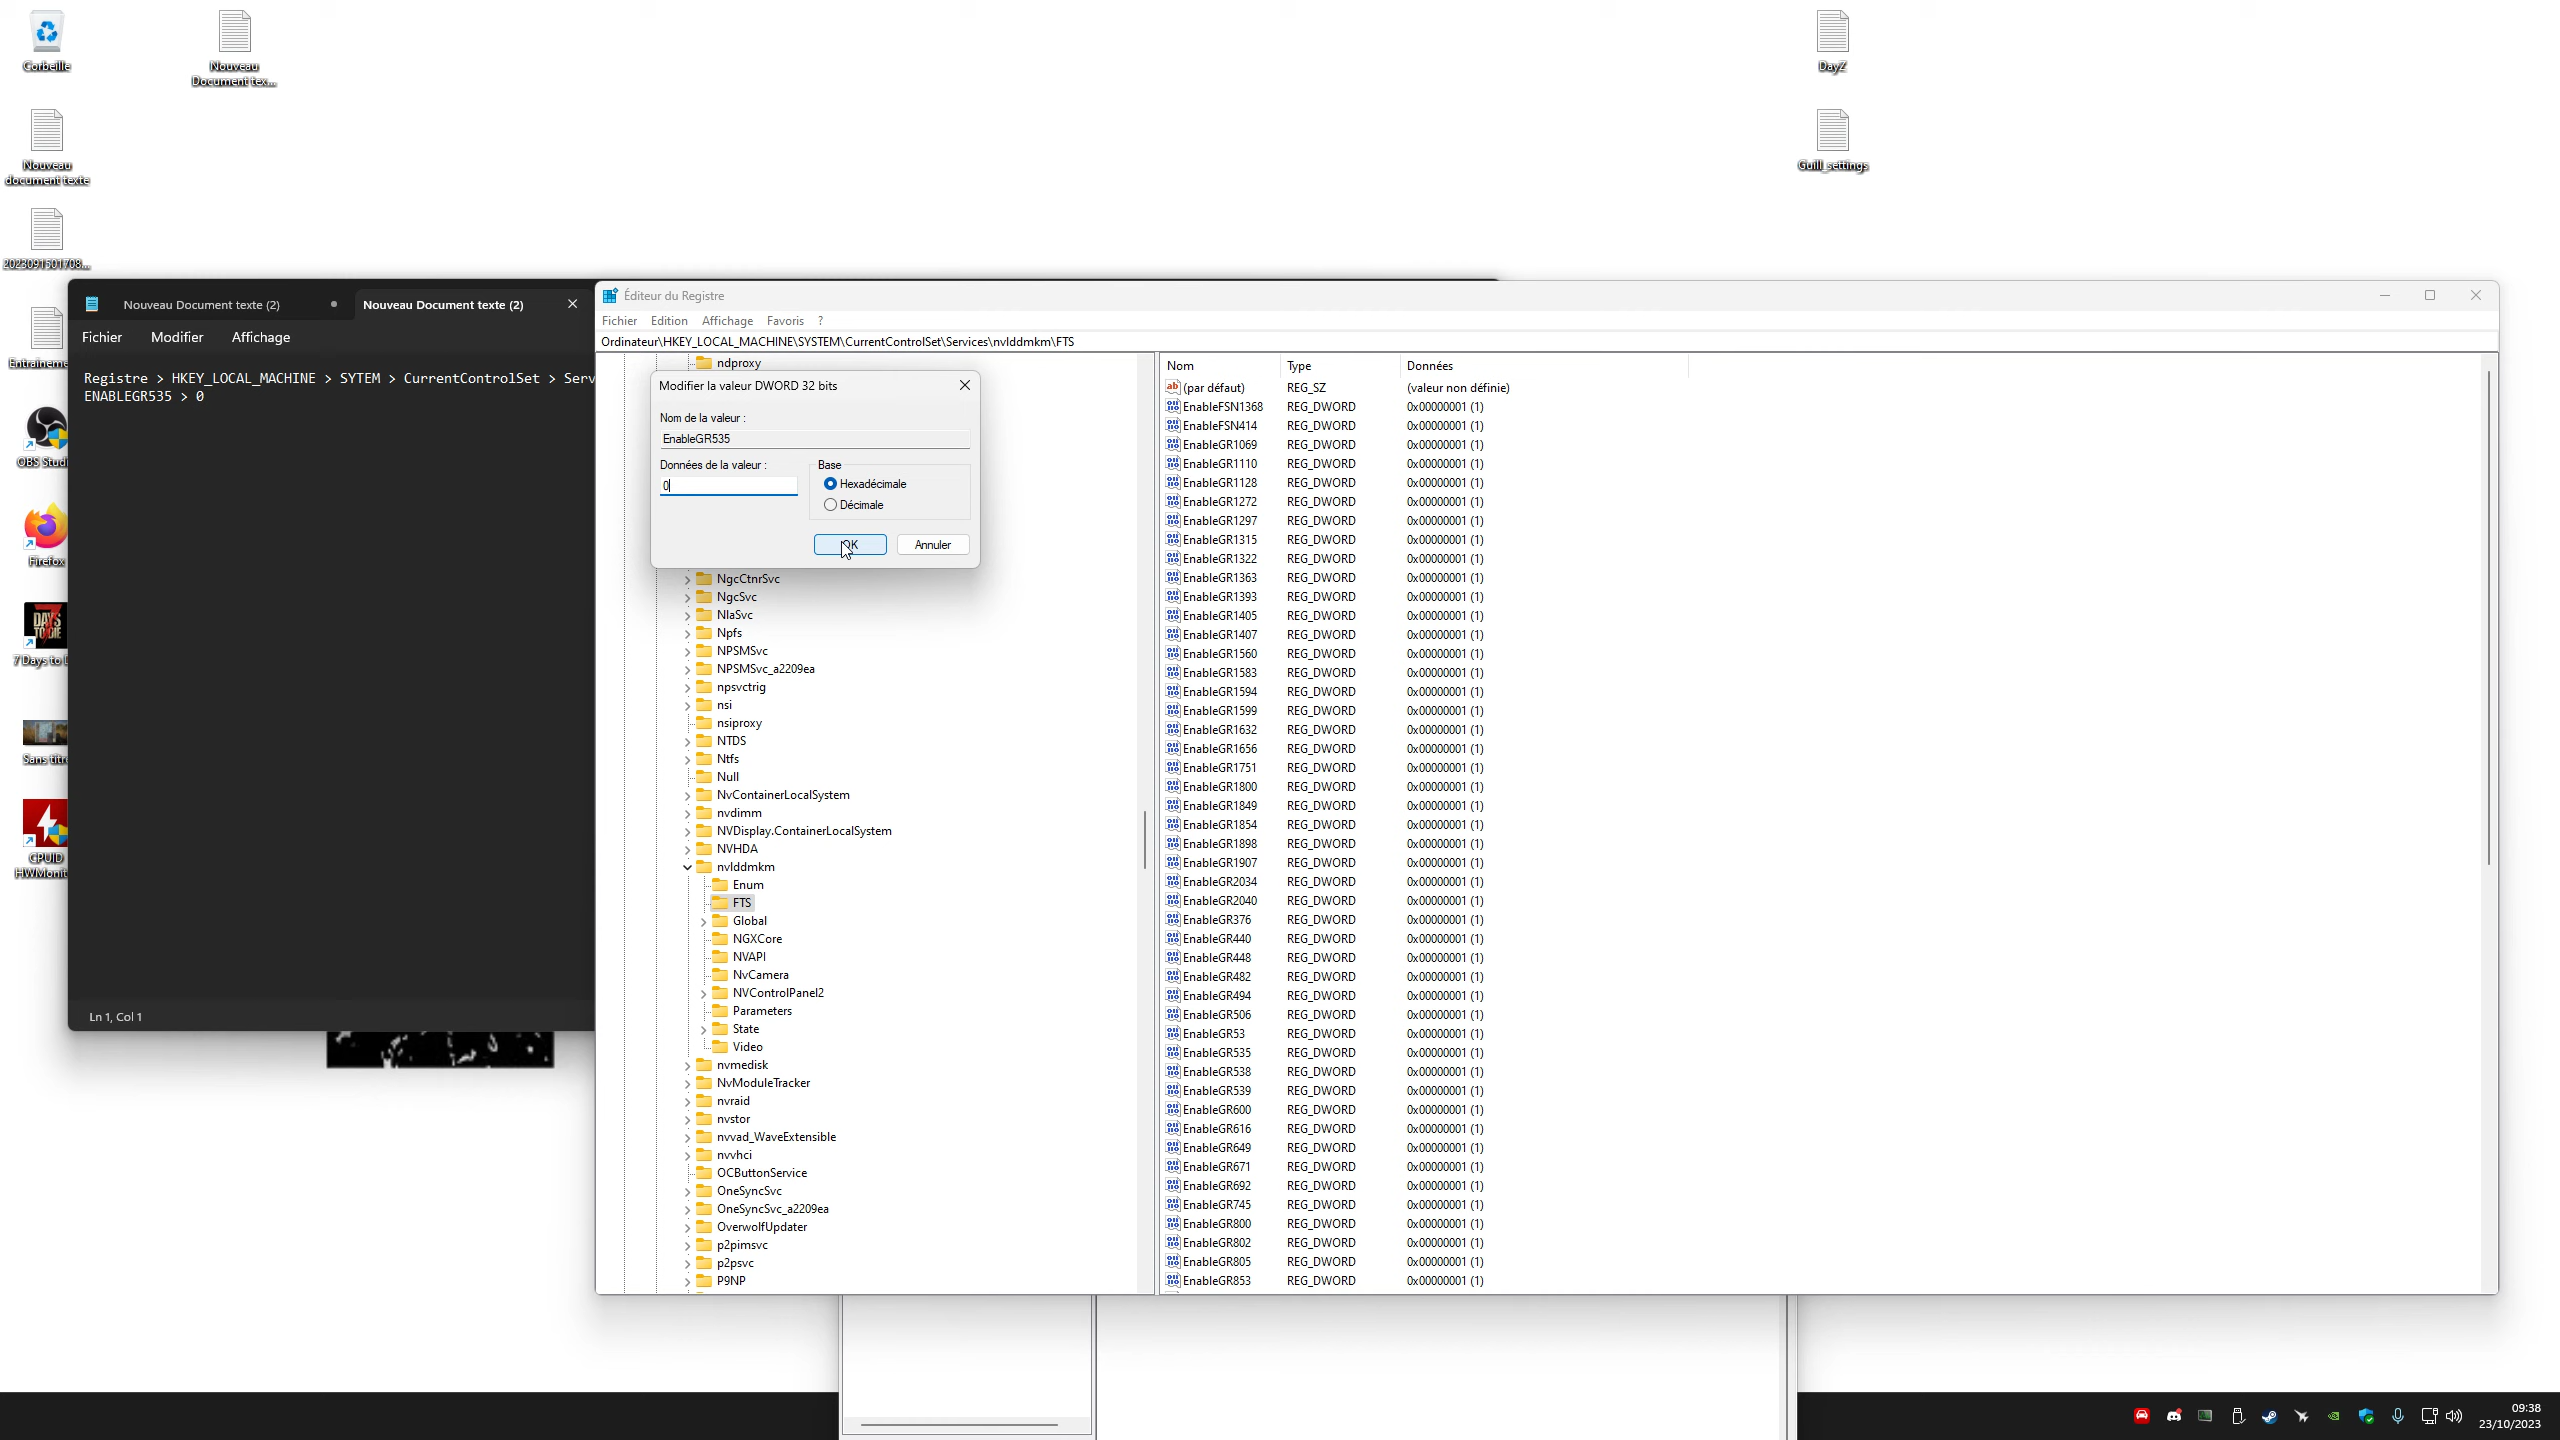 Corbeille
Nouveau
Document tex...
Nouveau
document texte
2023091501708...
Entraineme
OBS Studi
Firefox
7 Days to D
Sans titre
CPUID
HWMonit
DayZ
Guill_settings
Nouveau Document texte (2)
Nouveau Document texte (2)
Fichier Modifier Affichage
Registre > HKEY_LOCAL_MACHINE > SYTEM > CurrentControlSet > Serv
ENABLEGR535 > 0
Ln 1, Col 1
Éditeur du Registre
Fichier Edition Affichage Favoris ?
Ordinateur\HKEY_LOCAL_MACHINE\SYSTEM\CurrentControlSet\Services\nvlddmkm\FTS
ndproxy
Modifier la valeur DWORD 32 bits
Nom de la valeur :
EnableGR535
Données de la valeur :
0
Base
Hexadécimale
Décimale
OK
Annuler
NgcCtnrSvc
NgcSvc
NlaSvc
Npfs
NPSMSvc
NPSMSvc_a2209ea
npsvctrig
nsi
nsiproxy
NTDS
Ntfs
Null
NvContainerLocalSystem
nvdimm
NVDisplay.ContainerLocalSystem
NVHDA
nvlddmkm
Enum
FTS
Global
NGXCore
NVAPI
NvCamera
NVControlPanel2
Parameters
State
Video
nvmedisk
NvModuleTracker
nvraid
nvstor
nvvad_WaveExtensible
nvvhci
OCButtonService
OneSyncSvc
OneSyncSvc_a2209ea
OverwolfUpdater
p2pimsvc
p2psvc
P9NP
Nom Type Données
(par défaut) REG_SZ (valeur non définie)
EnableFSN1368 REG_DWORD 0x00000001 (1)
EnableFSN414 REG_DWORD 0x00000001 (1)
EnableGR1069 REG_DWORD 0x00000001 (1)
EnableGR1110 REG_DWORD 0x00000001 (1)
EnableGR1128 REG_DWORD 0x00000001 (1)
EnableGR1272 REG_DWORD 0x00000001 (1)
EnableGR1297 REG_DWORD 0x00000001 (1)
EnableGR1315 REG_DWORD 0x00000001 (1)
EnableGR1322 REG_DWORD 0x00000001 (1)
EnableGR1363 REG_DWORD 0x00000001 (1)
EnableGR1393 REG_DWORD 0x00000001 (1)
EnableGR1405 REG_DWORD 0x00000001 (1)
EnableGR1407 REG_DWORD 0x00000001 (1)
EnableGR1560 REG_DWORD 0x00000001 (1)
EnableGR1583 REG_DWORD 0x00000001 (1)
EnableGR1594 REG_DWORD 0x00000001 (1)
EnableGR1599 REG_DWORD 0x00000001 (1)
EnableGR1632 REG_DWORD 0x00000001 (1)
EnableGR1656 REG_DWORD 0x00000001 (1)
EnableGR1751 REG_DWORD 0x00000001 (1)
EnableGR1800 REG_DWORD 0x00000001 (1)
EnableGR1849 REG_DWORD 0x00000001 (1)
EnableGR1854 REG_DWORD 0x00000001 (1)
EnableGR1898 REG_DWORD 0x00000001 (1)
EnableGR1907 REG_DWORD 0x00000001 (1)
EnableGR2034 REG_DWORD 0x00000001 (1)
EnableGR2040 REG_DWORD 0x00000001 (1)
EnableGR376 REG_DWORD 0x00000001 (1)
EnableGR440 REG_DWORD 0x00000001 (1)
EnableGR448 REG_DWORD 0x00000001 (1)
EnableGR482 REG_DWORD 0x00000001 (1)
EnableGR494 REG_DWORD 0x00000001 (1)
EnableGR506 REG_DWORD 0x00000001 (1)
EnableGR53 REG_DWORD 0x00000001 (1)
EnableGR535 REG_DWORD 0x00000001 (1)
EnableGR538 REG_DWORD 0x00000001 (1)
EnableGR539 REG_DWORD 0x00000001 (1)
EnableGR600 REG_DWORD 0x00000001 (1)
EnableGR616 REG_DWORD 0x00000001 (1)
EnableGR649 REG_DWORD 0x00000001 (1)
EnableGR671 REG_DWORD 0x00000001 (1)
EnableGR692 REG_DWORD 0x00000001 (1)
EnableGR745 REG_DWORD 0x00000001 (1)
EnableGR800 REG_DWORD 0x00000001 (1)
EnableGR802 REG_DWORD 0x00000001 (1)
EnableGR805 REG_DWORD 0x00000001 (1)
EnableGR853 REG_DWORD 0x00000001 (1)
09:38
23/10/2023